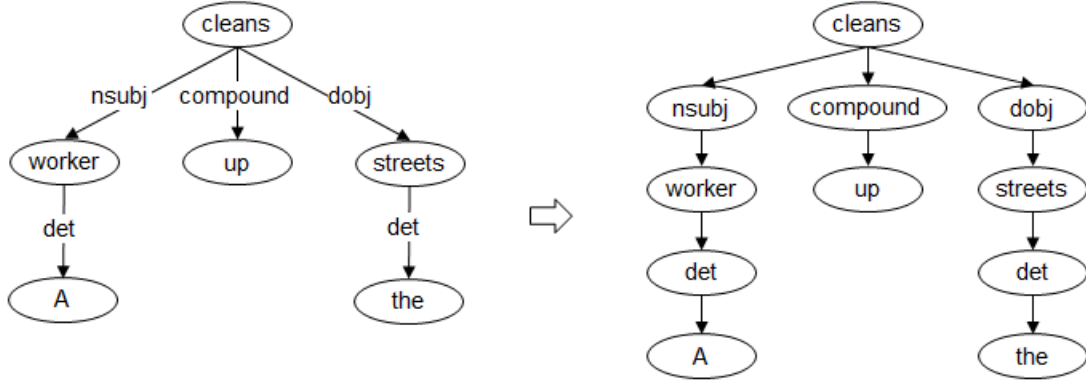 cleans
nsubj compound dobj
worker up streets
det det
A the
cleans
nsubj compound dobj
worker up streets
det det
A the